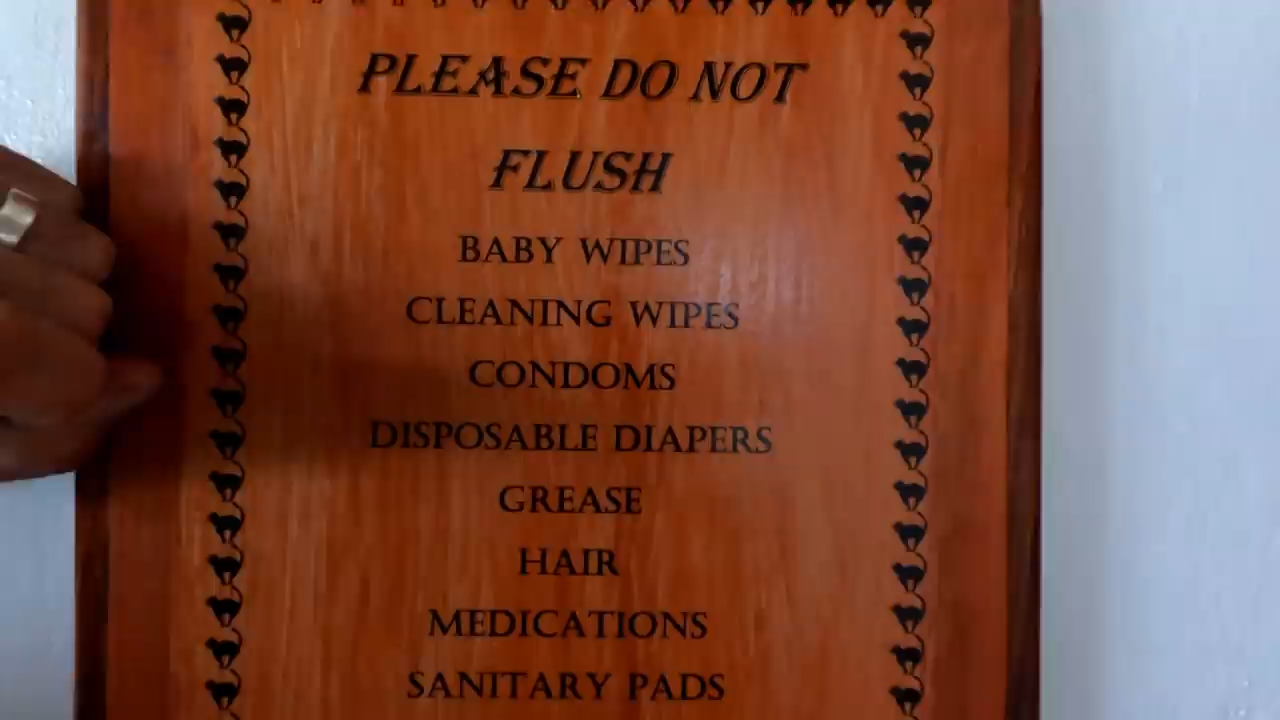 PLEASE DO NOT
FLUSH
BABY WIPES
CLEANING WIPES
CONDOMS
DISPOSABLE DIAPERS
GREASE
HAIR
MEDICATIONS
SANITARY PADS